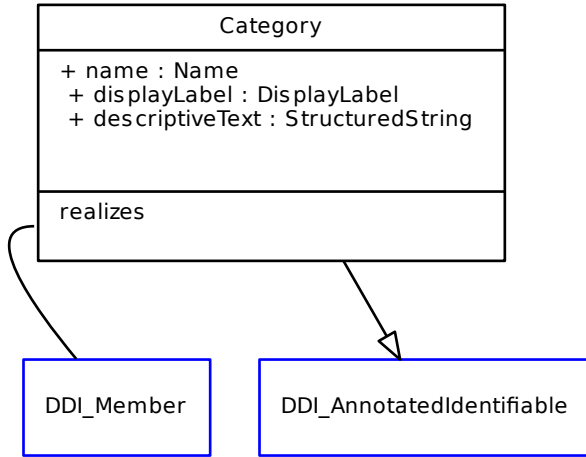 Category
+ name : Name
+ displayLabel : DisplayLabel
+ descriptiveText : StructuredString
realizes
DDI_Member
DDI_AnnotatedIdentifiable